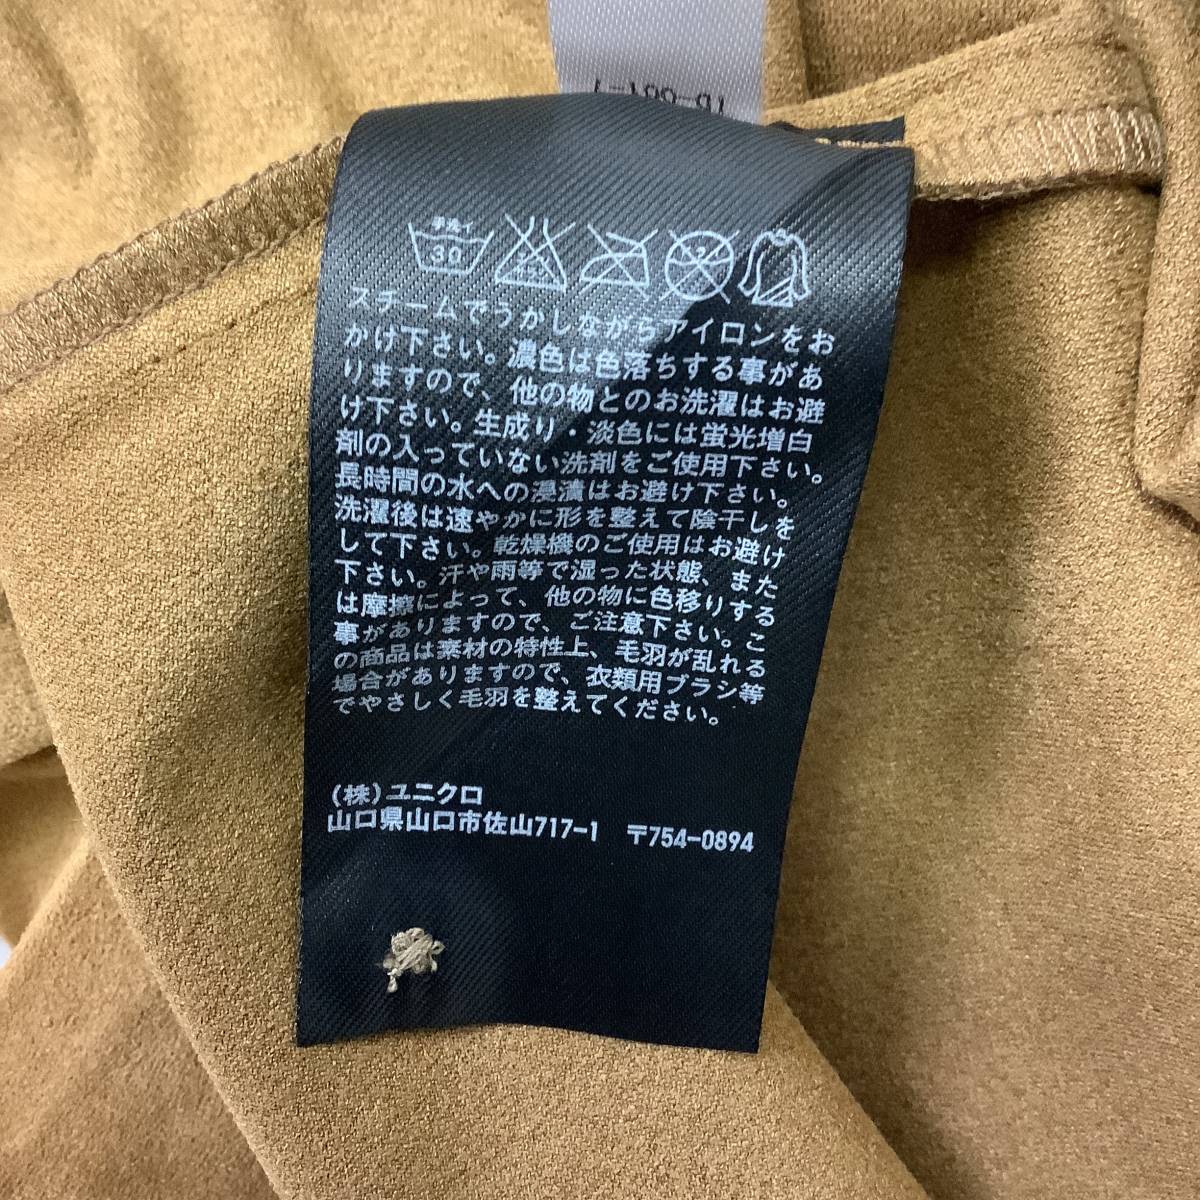 手洗イ
30
スチームでうかしながらアイロンをお
かけ下さい。濃色は色落ちする事があ
りますので、他の物とのお洗濯はお避
け下さい。生成り・淡色には蛍光増白
剤の入っていない洗剤をご使用下さい。
長時間の水への浸漬はお避け下さい。
洗濯後は速やかに形を整えて陰干しを
して下さい。乾燥機のご使用はお避け
下さい。汗や雨等で湿った状態、また
は摩擦によって、他の物に色移りする
事がありますので、ご注意下さい。こ
の商品は素材の特性上、毛羽が乱れる
場合がありますので、衣類用ブラシ等
でやさしく毛羽を整えてください。
(株)ユニクロ
山口県山口市佐山717-1 〒754-0894